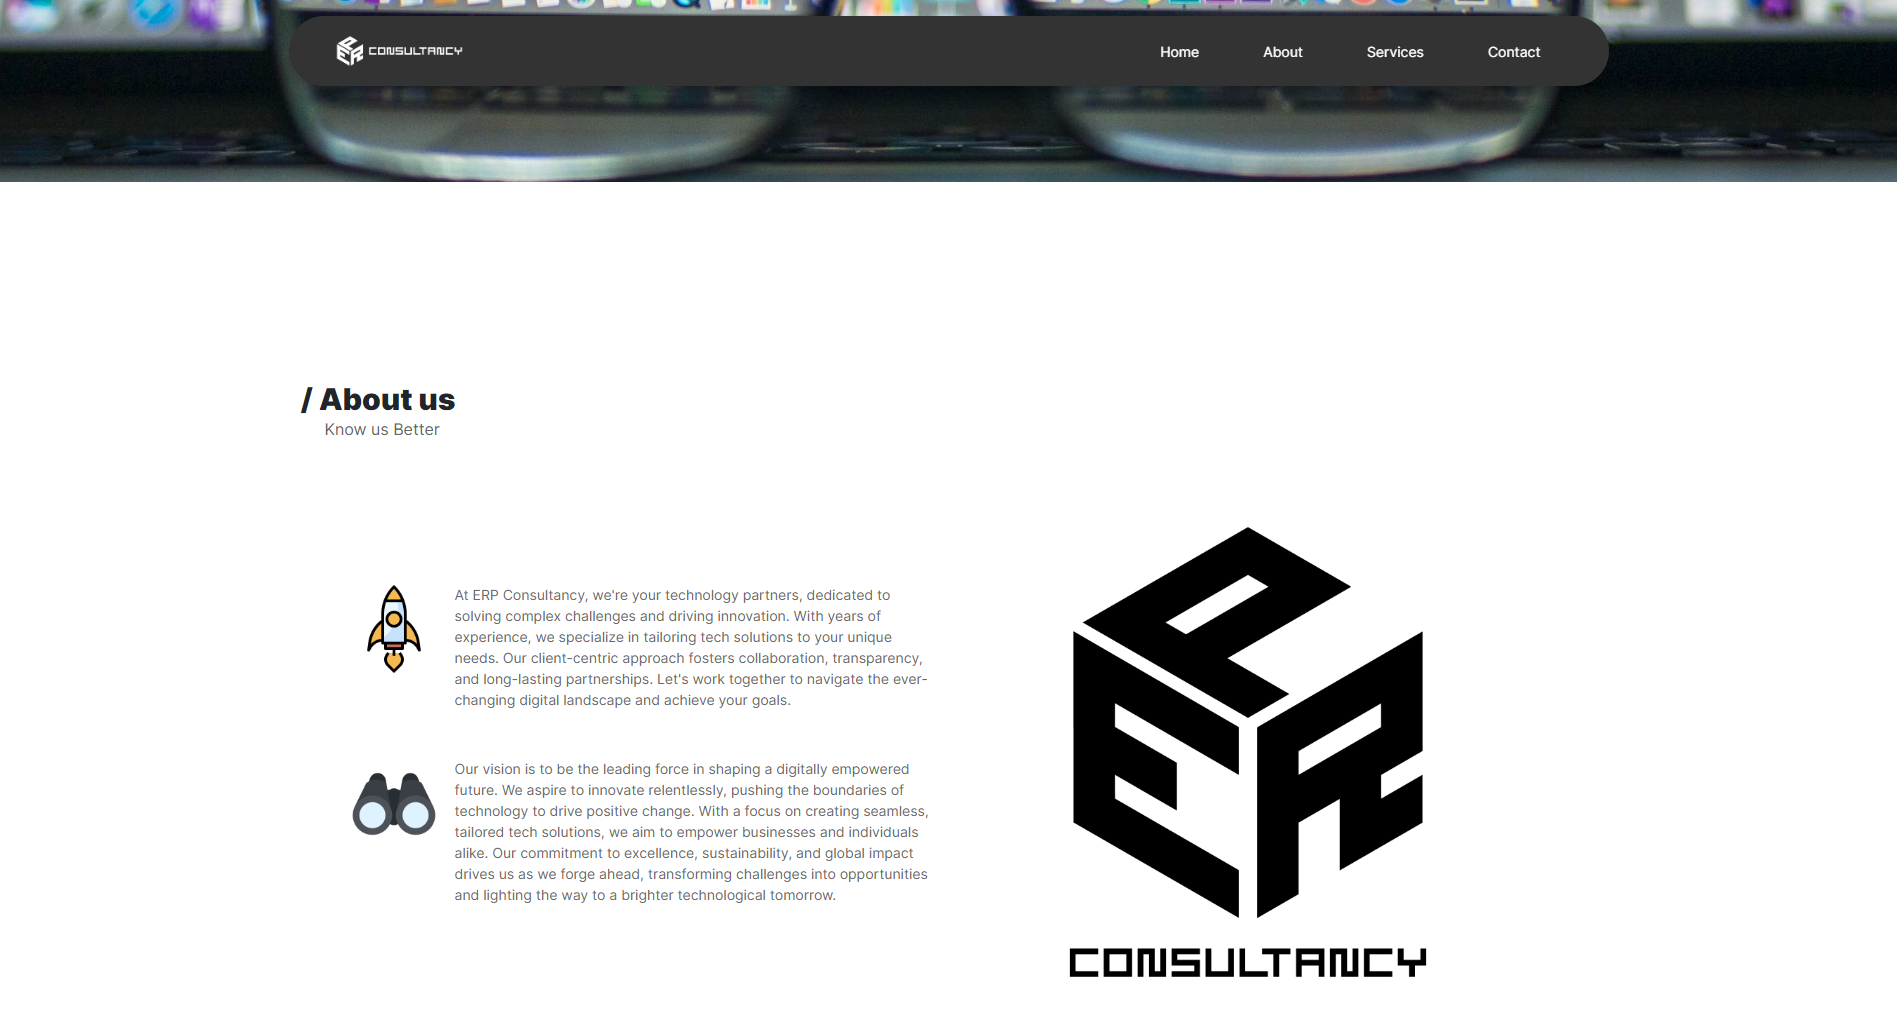 ERP CONSULTANCY
Home
About
Services
Contact
/ About us
Know us Better
At ERP Consultancy, we're your technology partners, dedicated to
solving complex challenges and driving innovation. With years of
experience, we specialize in tailoring tech solutions to your unique
needs. Our client-centric approach fosters collaboration, transparency,
and long-lasting partnerships. Let's work together to navigate the ever-
changing digital landscape and achieve your goals.
Our vision is to be the leading force in shaping a digitally empowered
future. We aspire to innovate relentlessly, pushing the boundaries of
technology to drive positive change. With a focus on creating seamless,
tailored tech solutions, we aim to empower businesses and individuals
alike. Our commitment to excellence, sustainability, and global impact
drives us as we forge ahead, transforming challenges into opportunities
and lighting the way to a brighter technological tomorrow.
ERP
CONSULTANCY